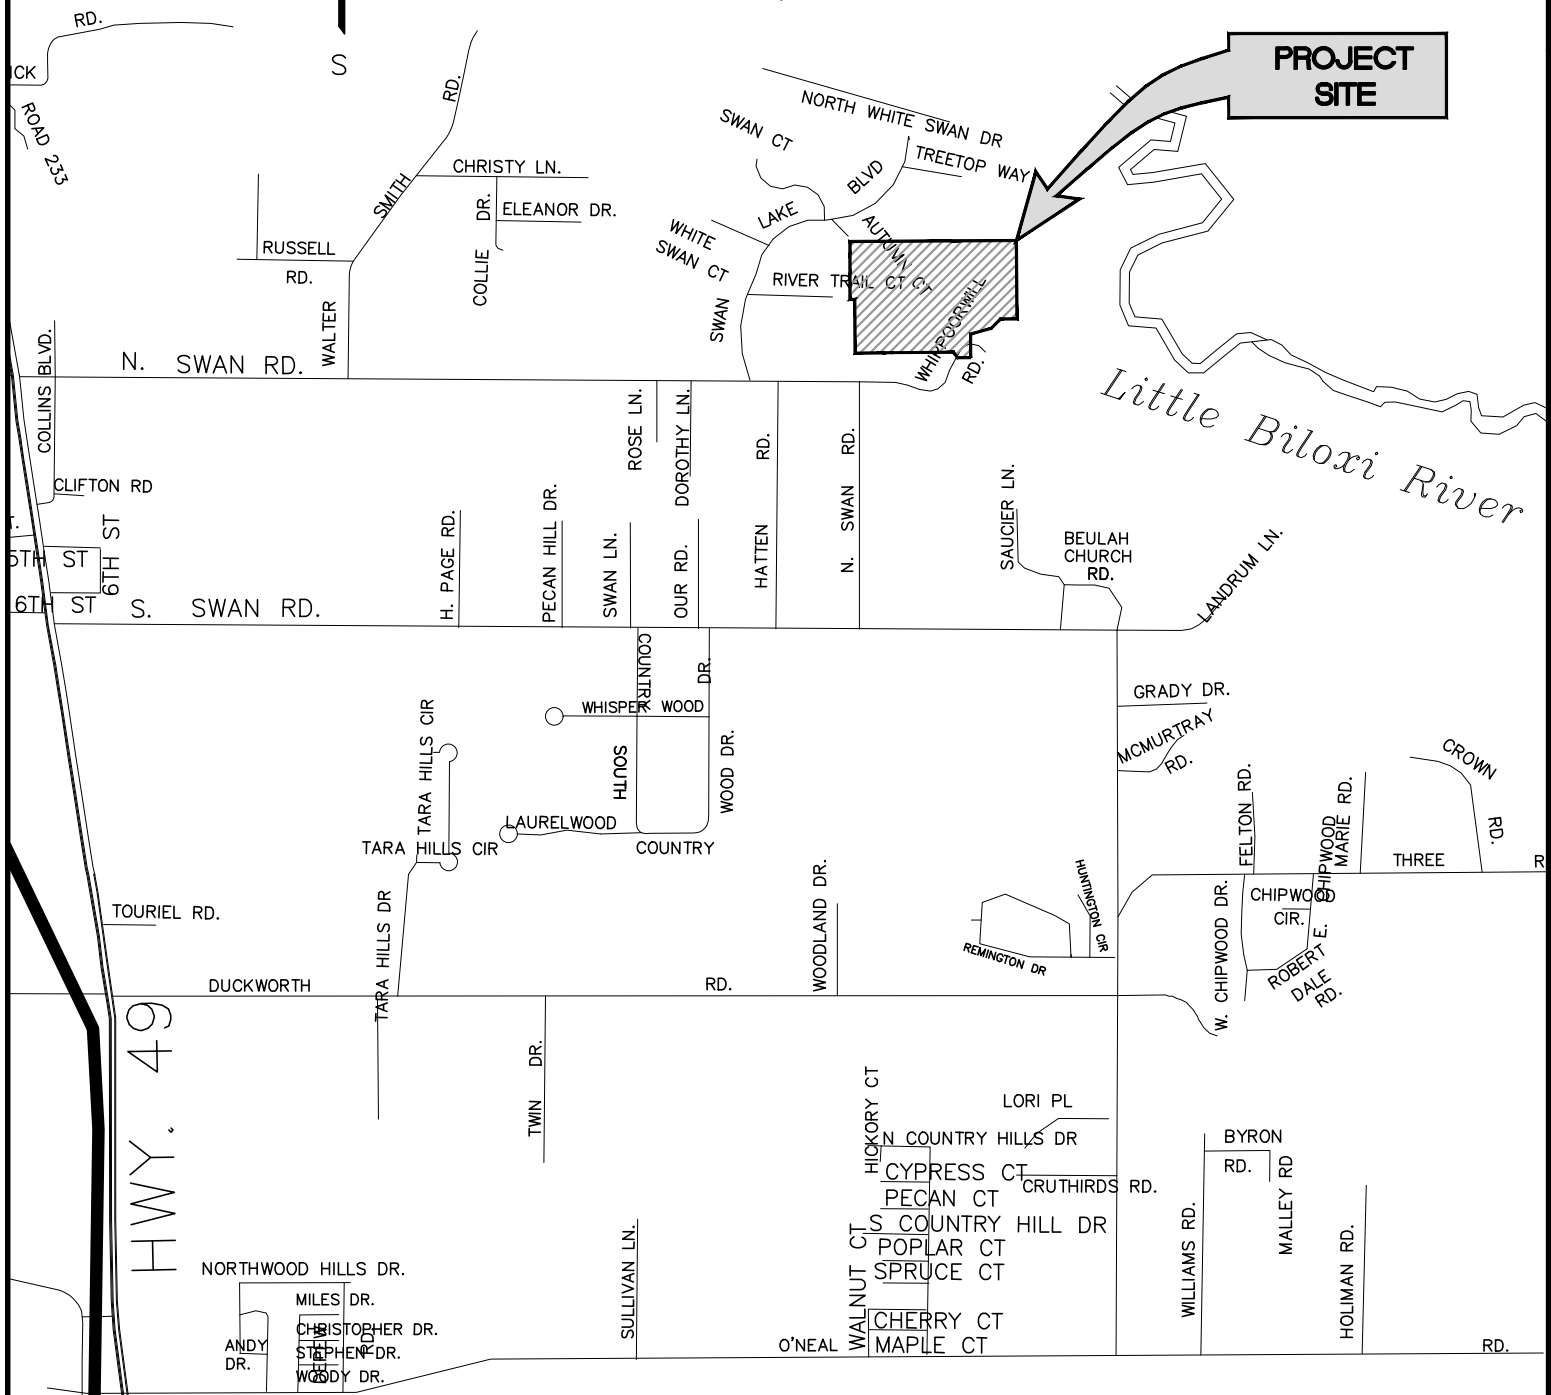 RD.
ICK
S
PROJECT
SITE
ROAD 233
RD.
SMITH
WALTER
NORTH WHITE SWAN DR
SWAN CT
TREETOP WAY
BLVD
LAKE
SWAN
CHRISTY LN.
ELEANOR DR.
COLLIE DR.
WHITE
SWAN CT
AUTUMN CT
RUSSELL
RD.
RIVER TRAIL CT
WHIPPOORWILL
RD.
N. SWAN RD.
COLLINS BLVD.
Little Biloxi River
ROSE LN.
DOROTHY LN.
HATTEN RD.
N. SWAN RD.
CLIFTON RD
H. PAGE RD.
PECAN HILL DR.
SWAN LN.
OUR RD.
SAUCIER LN.
BEULAH
CHURCH
RD.
LANDRUM LN.
T.
5TH ST
6TH ST
6TH ST
S. SWAN RD.
COUNTRY
DR.
WHISPER WOOD
SOUTH
WOOD DR.
GRADY DR.
MCMURTRAY
RD.
TARA HILLS CIR
LAURELWOOD
COUNTRY
TARA HILLS CIR
FELTON RD.
MARIE RD.
CROWN
RD.
THREE R
TOURIEL RD.
TARA HILLS DR
WOODLAND DR.
HUNTINGTON CIR
REMINGTON DR
W. CHIPWOOD DR.
CHIPWOOD
CIR.
E. CHIPWOOD
ROBERT
DALE
RD.
DUCKWORTH RD.
HWY. 49
TWIN DR.
HICKORY CT
LORI PL
N COUNTRY HILLS DR
CYPRESS CT
CRUTHIRDS RD.
PECAN CT
S COUNTRY HILL DR
POPLAR CT
SPRUCE CT
WALNUT CT
CHERRY CT
MAPLE CT
BYRON
RD.
MALLEY RD
WILLIAMS RD.
HOLIMAN RD.
SULLIVAN LN.
NORTHWOOD HILLS DR.
MILES DR.
CHRISTOPHER DR.
ANDY
DR.
STEPHEN DR.
WOODY DR.
DEPEW RD.
O'NEAL RD.